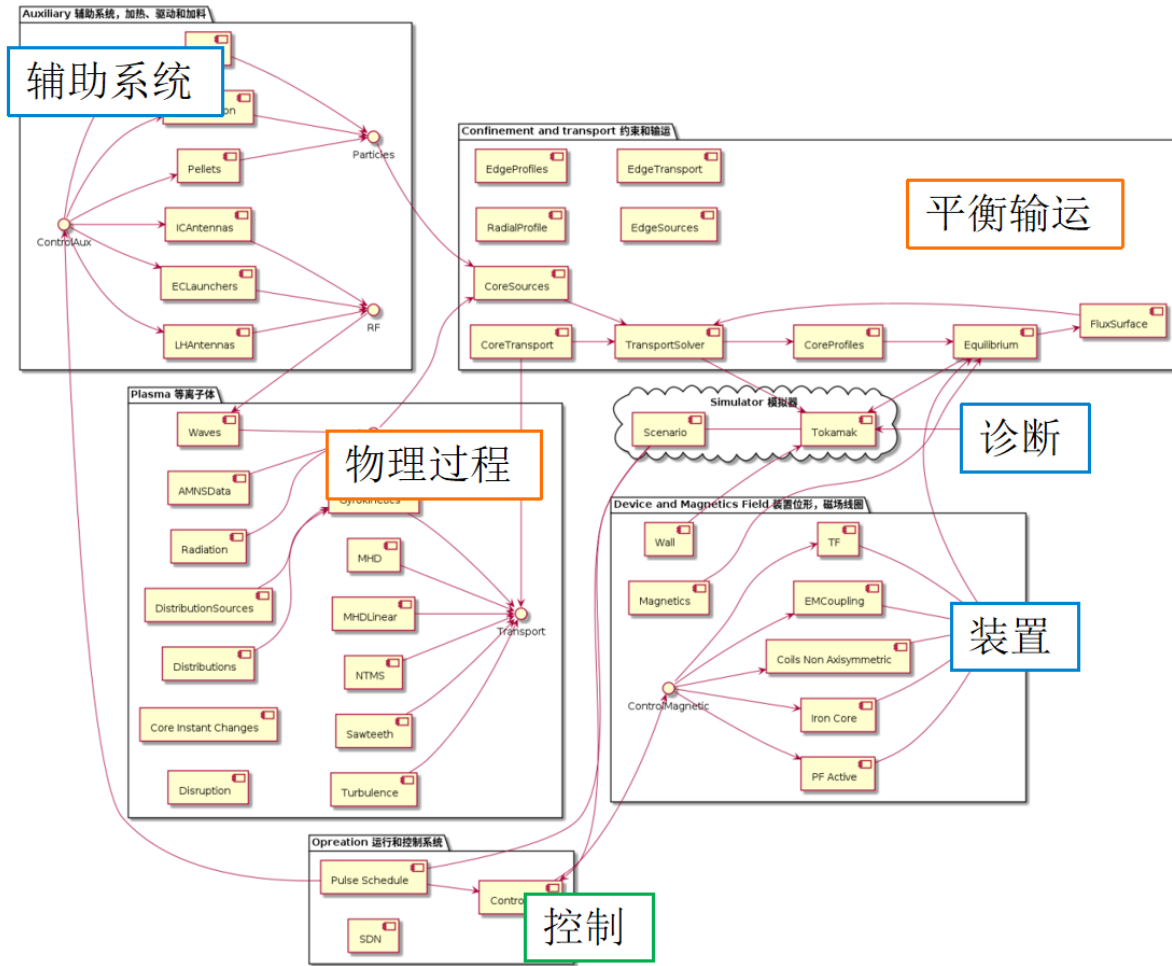 Auxiliary 辅助系统，加热、驱动和加料
辅助系统
on
Particles
Pellets
ICAntennas
ControlAux
ECLaunchers
RF
LHAntennas
Confinement and transport 约束和输运
EdgeProfiles
EdgeTransport
平衡输运
RadialProfile
EdgeSources
CoreSources
FluxSurface
CoreTransport
TransportSolver
CoreProfiles
Equilibrium
Plasma 等离子体
Waves
物理过程
AMNSData
Gyrokinetics
Radiation
MHD
DistributionSources
MHDLinear
Transport
Distributions
NTMS
Core Instant Changes
Sawteeth
Disruption
Turbulence
Simulator 模拟器
Scenario
Tokamak
诊断
Device and Magnetics Field 装置位形，磁场线圈
Wall
TF
Magnetics
EMCoupling
装置
Coils Non Axisymmetric
ControlMagnetic
Iron Core
PF Active
Opreation 运行和控制系统
Pulse Schedule
Contro
控制
SDN